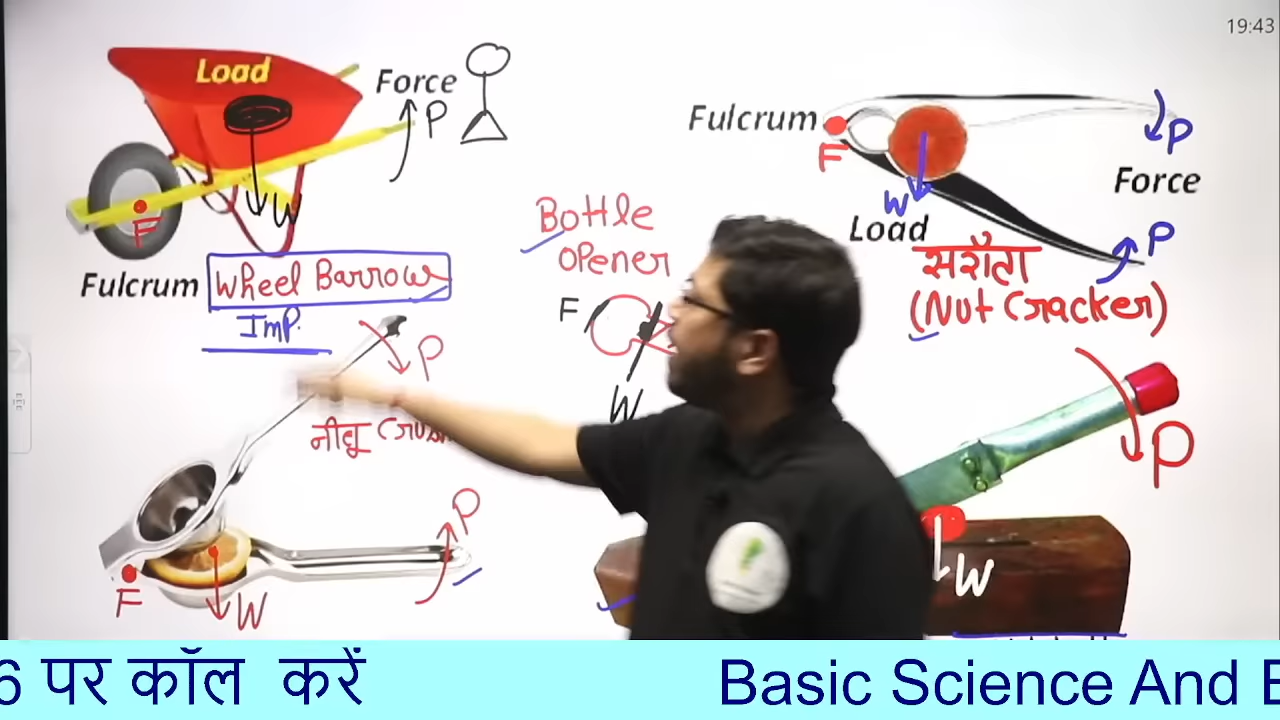 19:43
Load
Force
P
W
F
Fulcrum
Wheel Barrow
Imp.
Fulcrum
F
P
Force
W
Load
P
सरौता
(Nut Cracker)
Bottle
opener
F
W
P
नीबू
P
F
W
P
W
6 पर कॉल करें
Basic Science And E